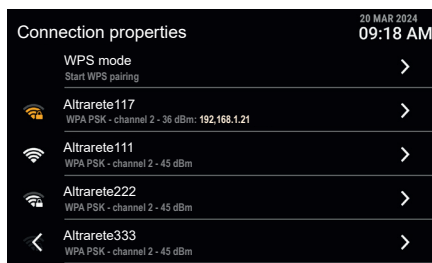 20 MAR 2024
Connection properties
09:18 AM
WPS mode
Start WPS pairing
Altrarete117
WPA PSK - channel 2 - 36 dBm: 192,168.1.21
Altrarete111
WPA PSK - channel 2 - 45 dBm
Altrarete222
WPA PSK - channel 2 - 45 dBm
Altrarete333
WPA PSK - channel 2 - 45 dBm